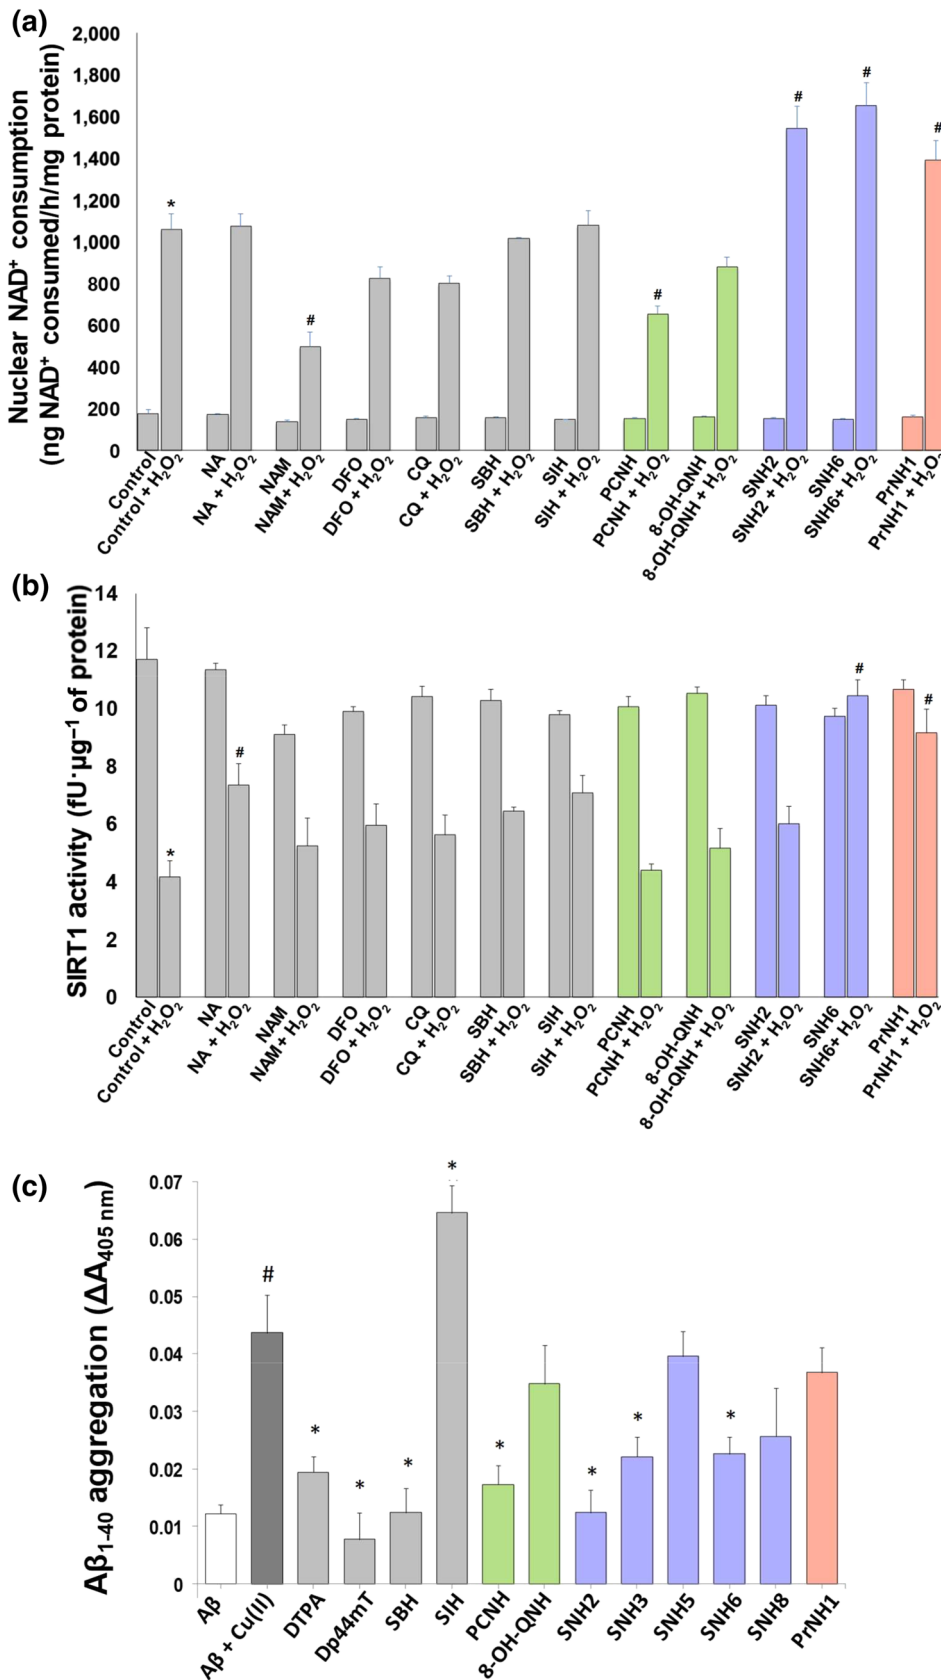 (a)
Nuclear NAD⁺ consumption
(ng NAD⁺ consumed/h/mg protein)
2,000
1,800
1,600
1,400
1,200
1,000
800
600
400
200
0
*
#
#
#
#
#
Control
Control + H₂O₂
NA
NA + H₂O₂
NAM
NAM + H₂O₂
DFO
DFO + H₂O₂
CQ
CQ + H₂O₂
SBH
SBH + H₂O₂
SIH
SIH + H₂O₂
PCNH
PCNH + H₂O₂
8-OH-QNH
8-OH-QNH + H₂O₂
SNH2
SNH2 + H₂O₂
SNH6
SNH6+ H₂O₂
PrNH1
PrNH1 + H₂O₂
(b)
SIRT1 activity (fU·µg⁻¹ of protein)
14
12
10
8
6
4
2
0
*
#
#
#
Control
Control + H₂O₂
NA
NA + H₂O₂
NAM
NAM+ H₂O₂
DFO
DFO + H₂O₂
CQ
CQ + H₂O₂
SBH
SBH + H₂O₂
SIH
SIH + H₂O₂
PCNH
PCNH + H₂O₂
8-OH-QNH
8-OH-QNH + H₂O₂
SNH2
SNH2 + H₂O₂
SNH6
SNH6+ H₂O₂
PrNH1
PrNH1 + H₂O₂
(c)
Aβ₁₋₄₀ aggregation (ΔA₄₀₅ ₙₘ)
0.07
0.06
0.05
0.04
0.03
0.02
0.01
0
#
*
*
*
*
*
*
*
*
Aβ
Aβ + Cu(II)
DTPA
Dp44mT
SBH
SIH
PCNH
8-OH-QNH
SNH2
SNH3
SNH5
SNH6
SNH8
PrNH1